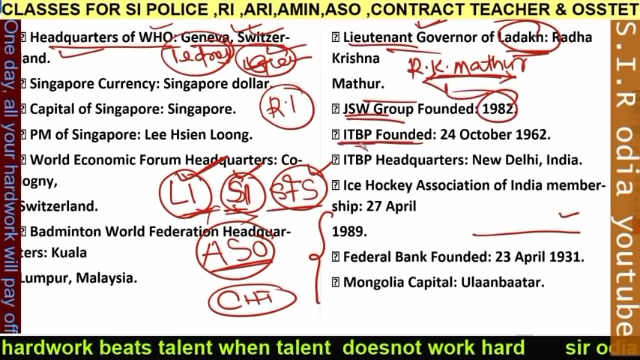 CLASSES FOR SI POLICE ,RI ,ARI,AMIN,ASO ,CONTRACT TEACHER & OSSTET
Headquarters of WHO: Geneva, Switzer-
land.
Singapore Currency: Singapore dollar.
Capital of Singapore: Singapore.
PM of Singapore: Lee Hsien Loong.
World Economic Forum Headquarters: Co-
ogny,
Switzerland.
Badminton World Federation Headquar-
ters: Kuala
Lumpur, Malaysia.
R.I
LI
SI
SFS
ASO
Lieutenant Governor of Ladakh: Radha
Krishna
Mathur.
R.K. mathur
JSW Group Founded: 1982.
ITBP Founded: 24 October 1962.
ITBP Headquarters: New Delhi, India.
Ice Hockey Association of India member-
ship: 27 April
1989.
Federal Bank Founded: 23 April 1931.
Mongolia Capital: Ulaanbaatar.
One day, all your hardwork will pay off
S.I.R odia youtube
hardwork beats talent when talent doesnot work hard
sir odia